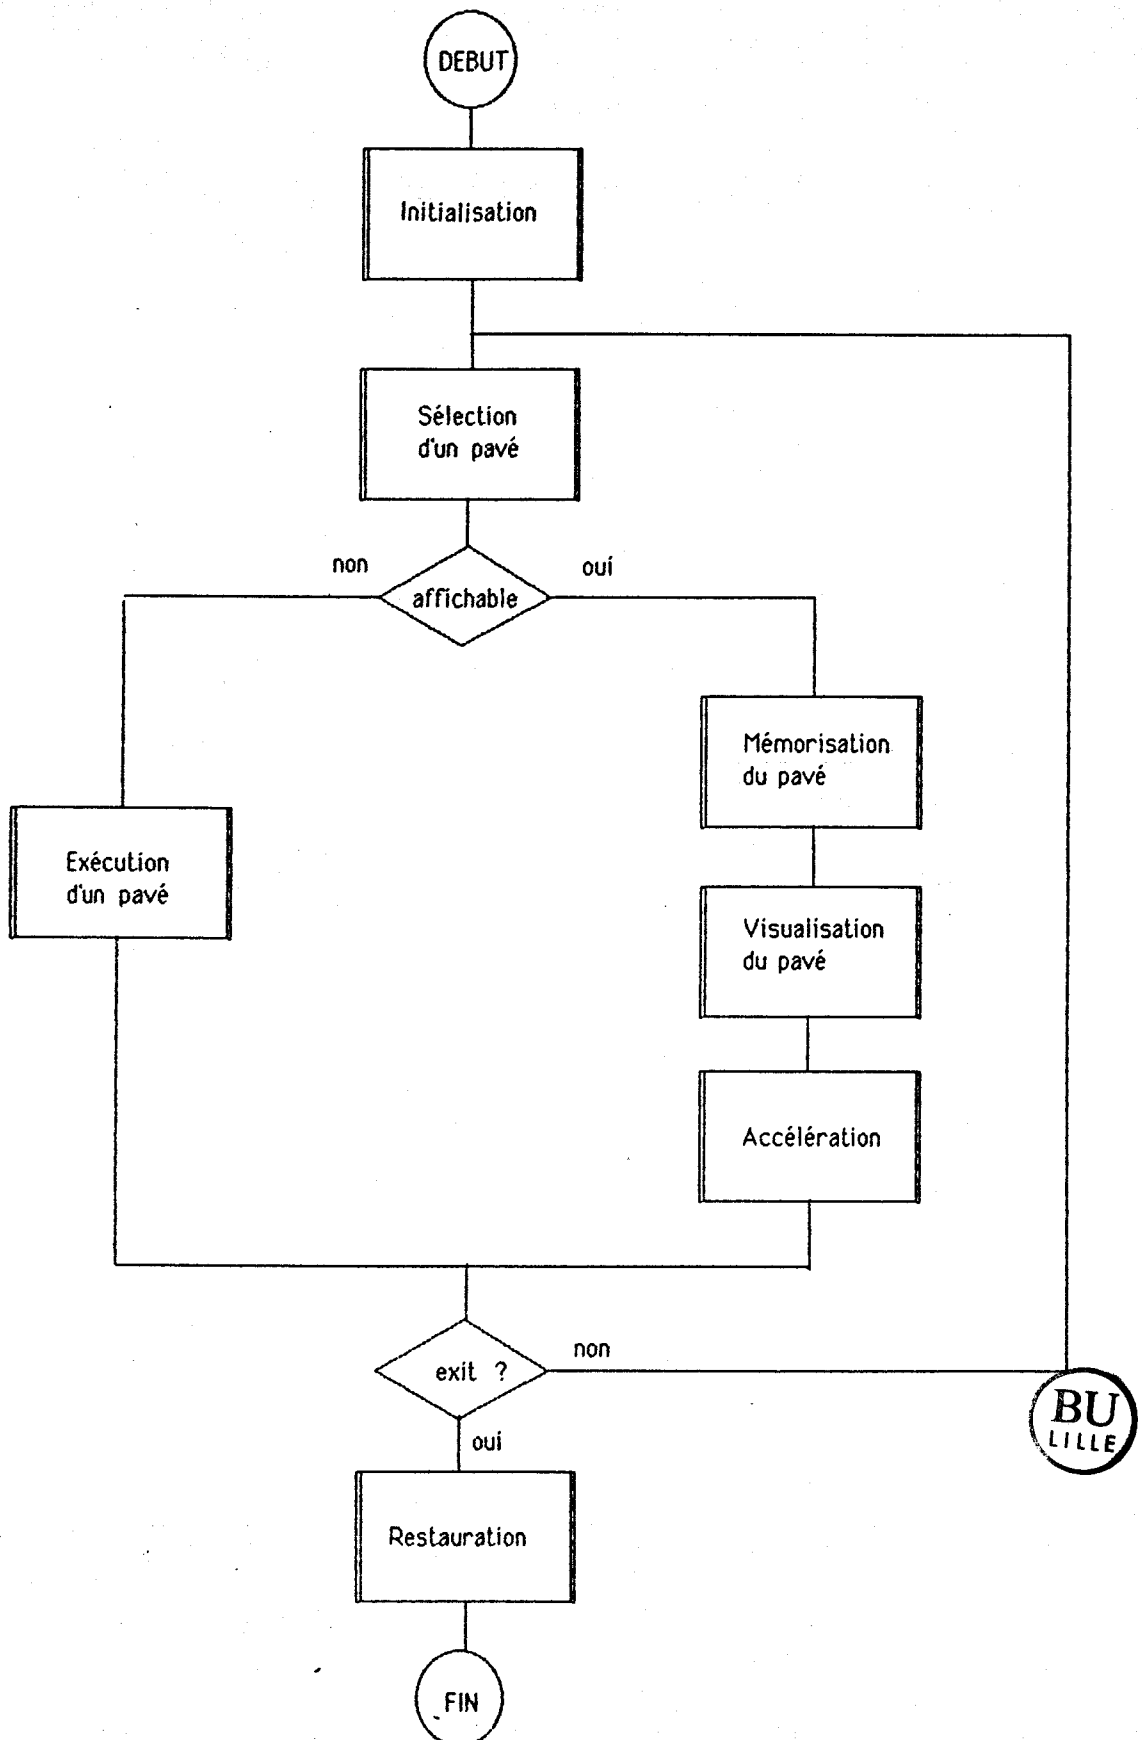 DEBUT
Initialisation
Sélection
d'un pavé
non
oui
affichable
Mémorisation
du pavé
Exécution
d'un pavé
Visualisation
du pavé
Accélération
exit ?
non
BU
LILLE
oui
Restauration
FIN